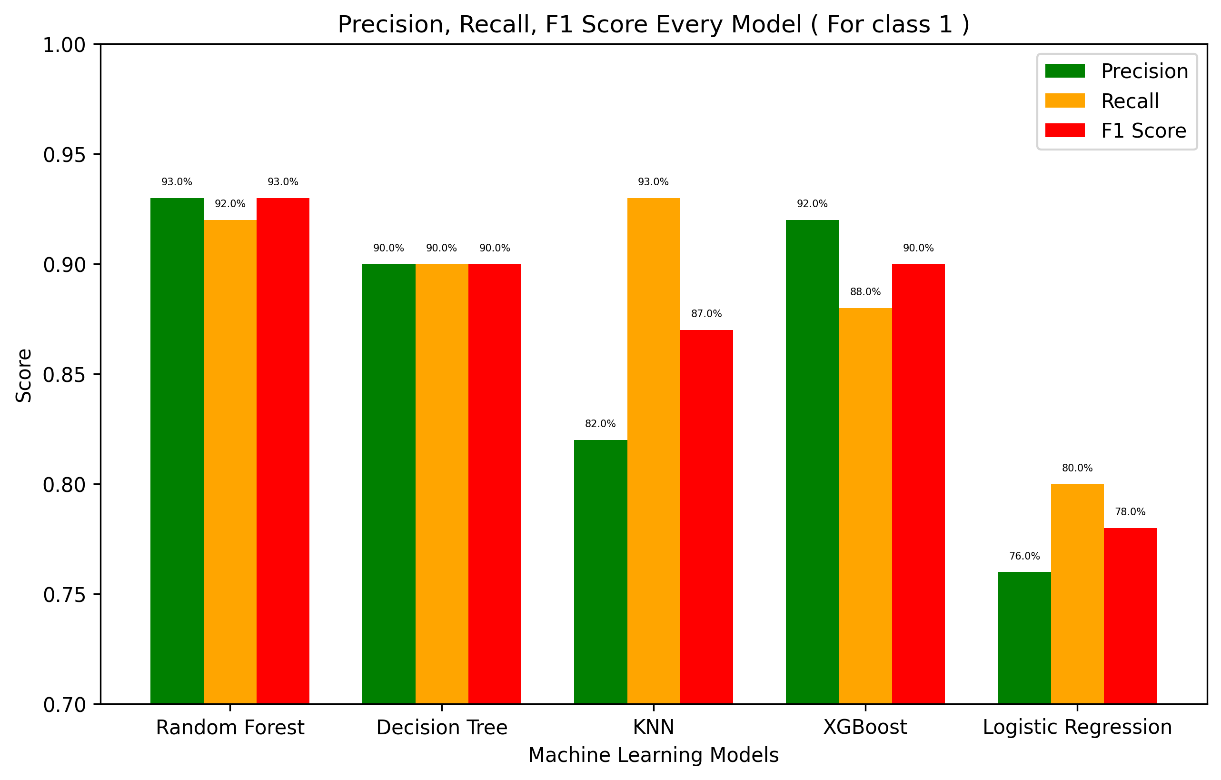 Precision, Recall, F1 Score Every Model ( For class 1 )
1.00
0.95
0.90
0.85
0.80
0.75
0.70
Score
Precision
Recall
F1 Score
93.0%
92.0%
93.0%
90.0%
90.0%
90.0%
82.0%
93.0%
87.0%
92.0%
88.0%
90.0%
76.0%
80.0%
78.0%
Random Forest
Decision Tree
KNN
XGBoost
Logistic Regression
Machine Learning Models